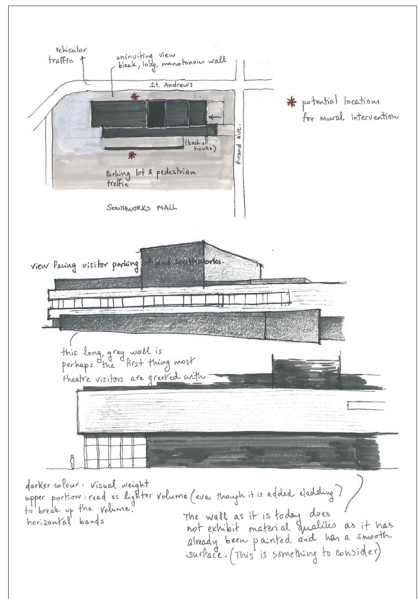 vehicular
traffic
uninviting view
bleak, long, monotonous wall
St. Andrews
* potential locations
for mural intervention
(back of
house)
Grand Ave.
Parking lot & pedestrian
traffic
SOUTHWORKS MALL
view facing visitor parking and southworks.
this long, grey wall is
perhaps the first thing most
theatre visitors are greeted with
darker colour: visual weight
upper portion: read as lighter volume (even though it is added cladding)
to break up the volume,
horizontal bands
The wall as it is today does
not exhibit material qualities as it has
already been painted and has a smooth
surface. (This is something to consider)